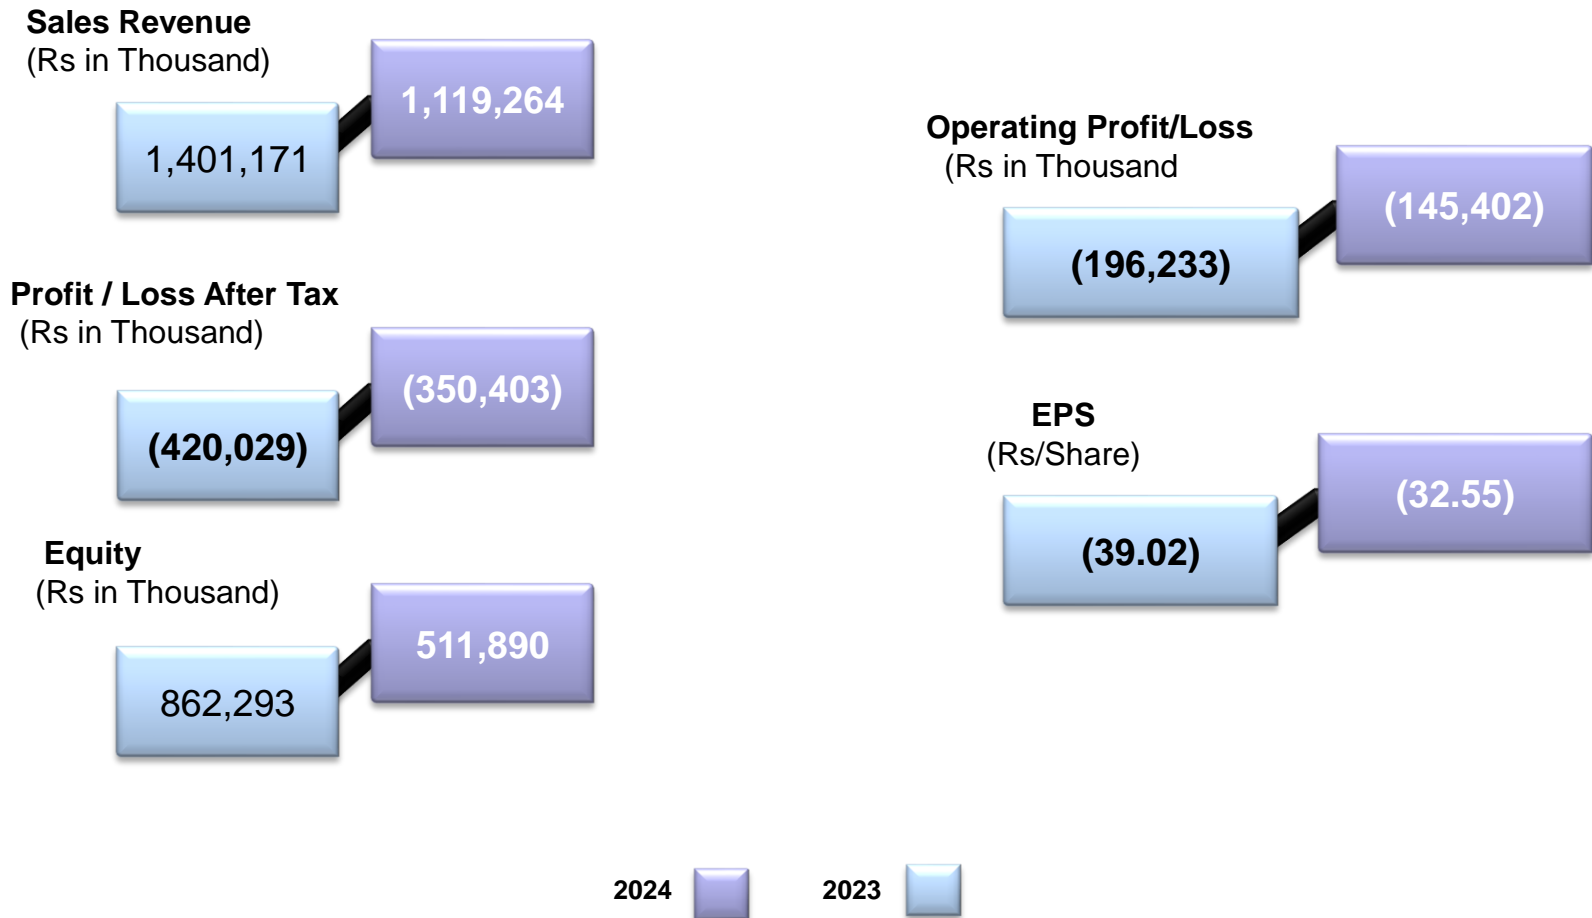 Sales Revenue
(Rs in Thousand)
1,401,171
1,119,264
Profit / Loss After Tax
(Rs in Thousand)
(420,029)
(350,403)
Equity
(Rs in Thousand)
862,293
511,890
Operating Profit/Loss
(Rs in Thousand
(196,233)
(145,402)
EPS
(Rs/Share)
(39.02)
(32.55)
2024
2023